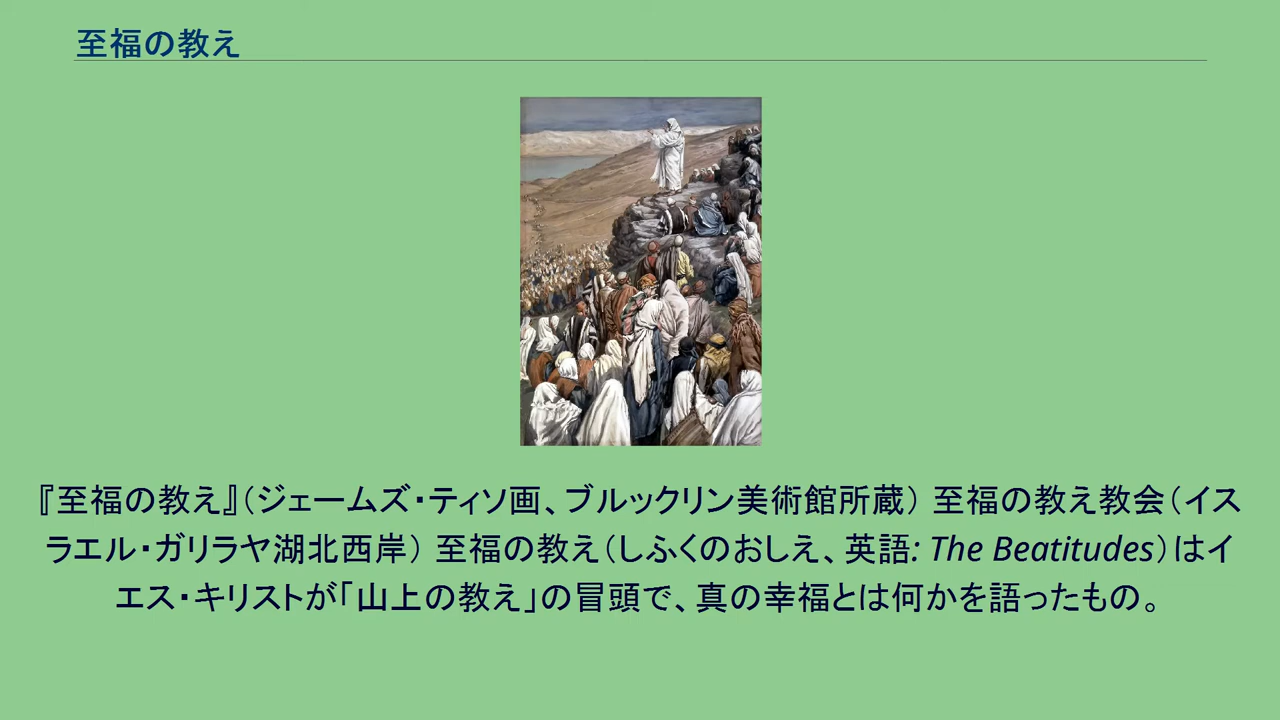 至福の教え
『至福の教え』（ジェームズ・ティソ画、ブルックリン美術館所蔵） 至福の教え教会（イス
ラエル・ガリラヤ湖北西岸） 至福の教え（しふくのおしえ、英語: The Beatitudes）はイ
エス・キリストが「山上の教え」の冒頭で、真の幸福とは何かを語ったもの。